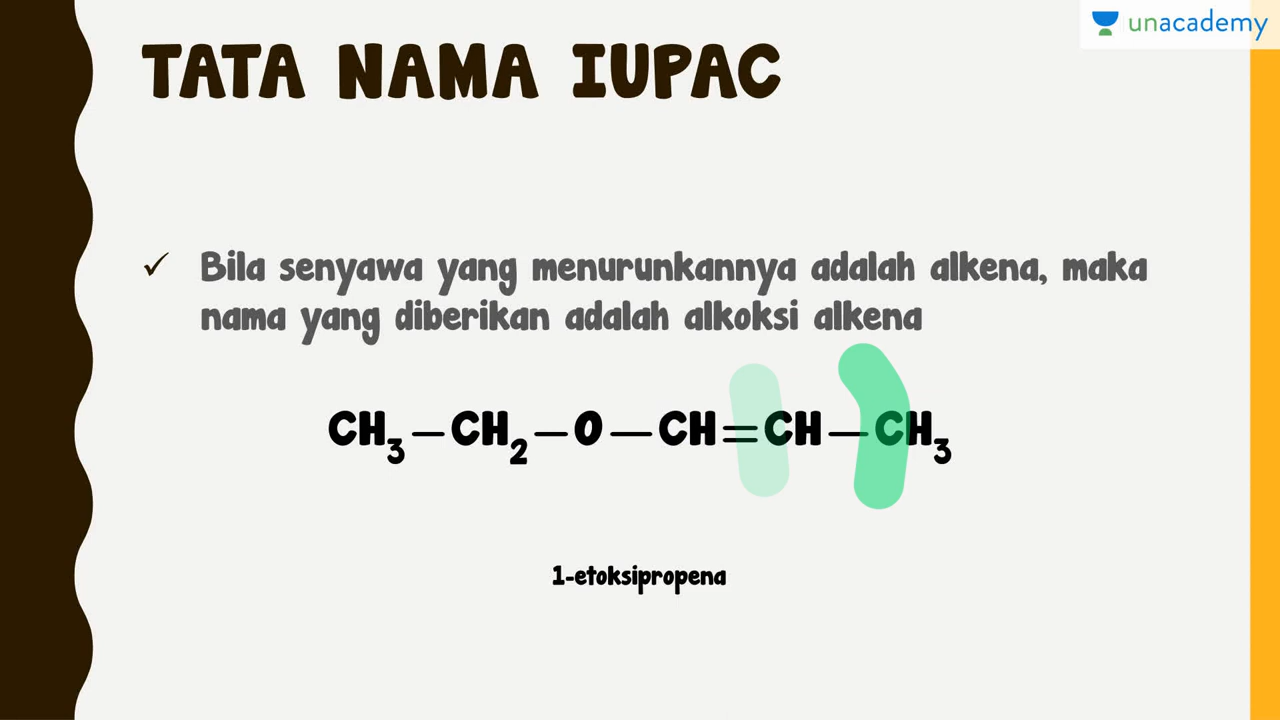 unacademy
TATA NAMA IUPAC
✓ Bila senyawa yang menurunkannya adalah alkena, maka
nama yang diberikan adalah alkoksi alkena
CH₃–CH₂–O–CH=CH–CH₃
1-etoksipropena